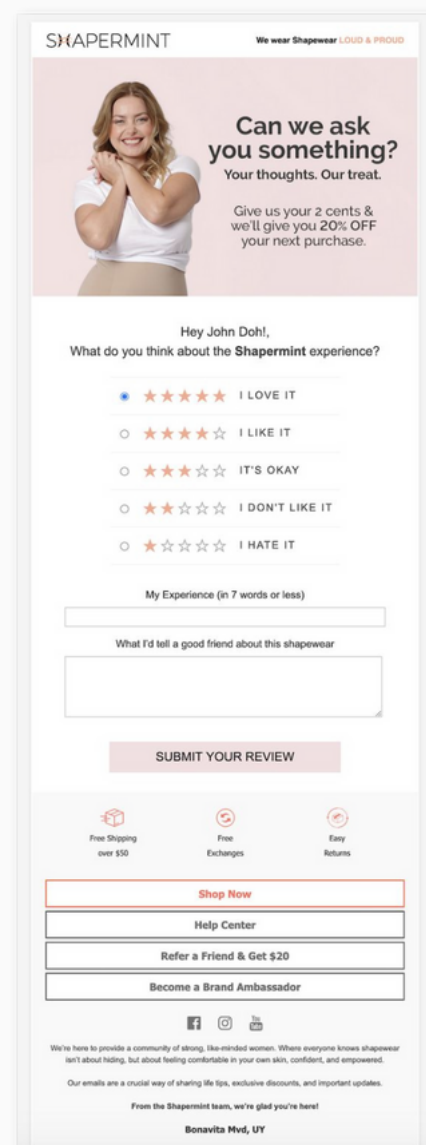 SHAPERMINT
We wear Shapewear LOUD & PROUD
Can we ask
you something?
Your thoughts. Our treat.
Give us your 2 cents &
we'll give you 20% OFF
your next purchase.
Hey John Doh!,
What do you think about the Shapermint experience?
I LOVE IT
I LIKE IT
IT'S OKAY
I DON'T LIKE IT
I HATE IT
My Experience (in 7 words or less)
What I'd tell a good friend about this shapewear
SUBMIT YOUR REVIEW
Free Shipping
over $50
Free
Exchanges
Easy
Returns
Shop Now
Help Center
Refer a Friend & Get $20
Become a Brand Ambassador
You
Tube
We're here to provide a community of strong, like-minded women. Where everyone knows shapewear
isn't about hiding, but about feeling comfortable in your own skin, confident, and empowered.
Our emails are a crucial way of sharing life tips, exclusive discounts, and important updates.
From the Shapermint team, we're glad you're here!
Bonavita Mvd, UY